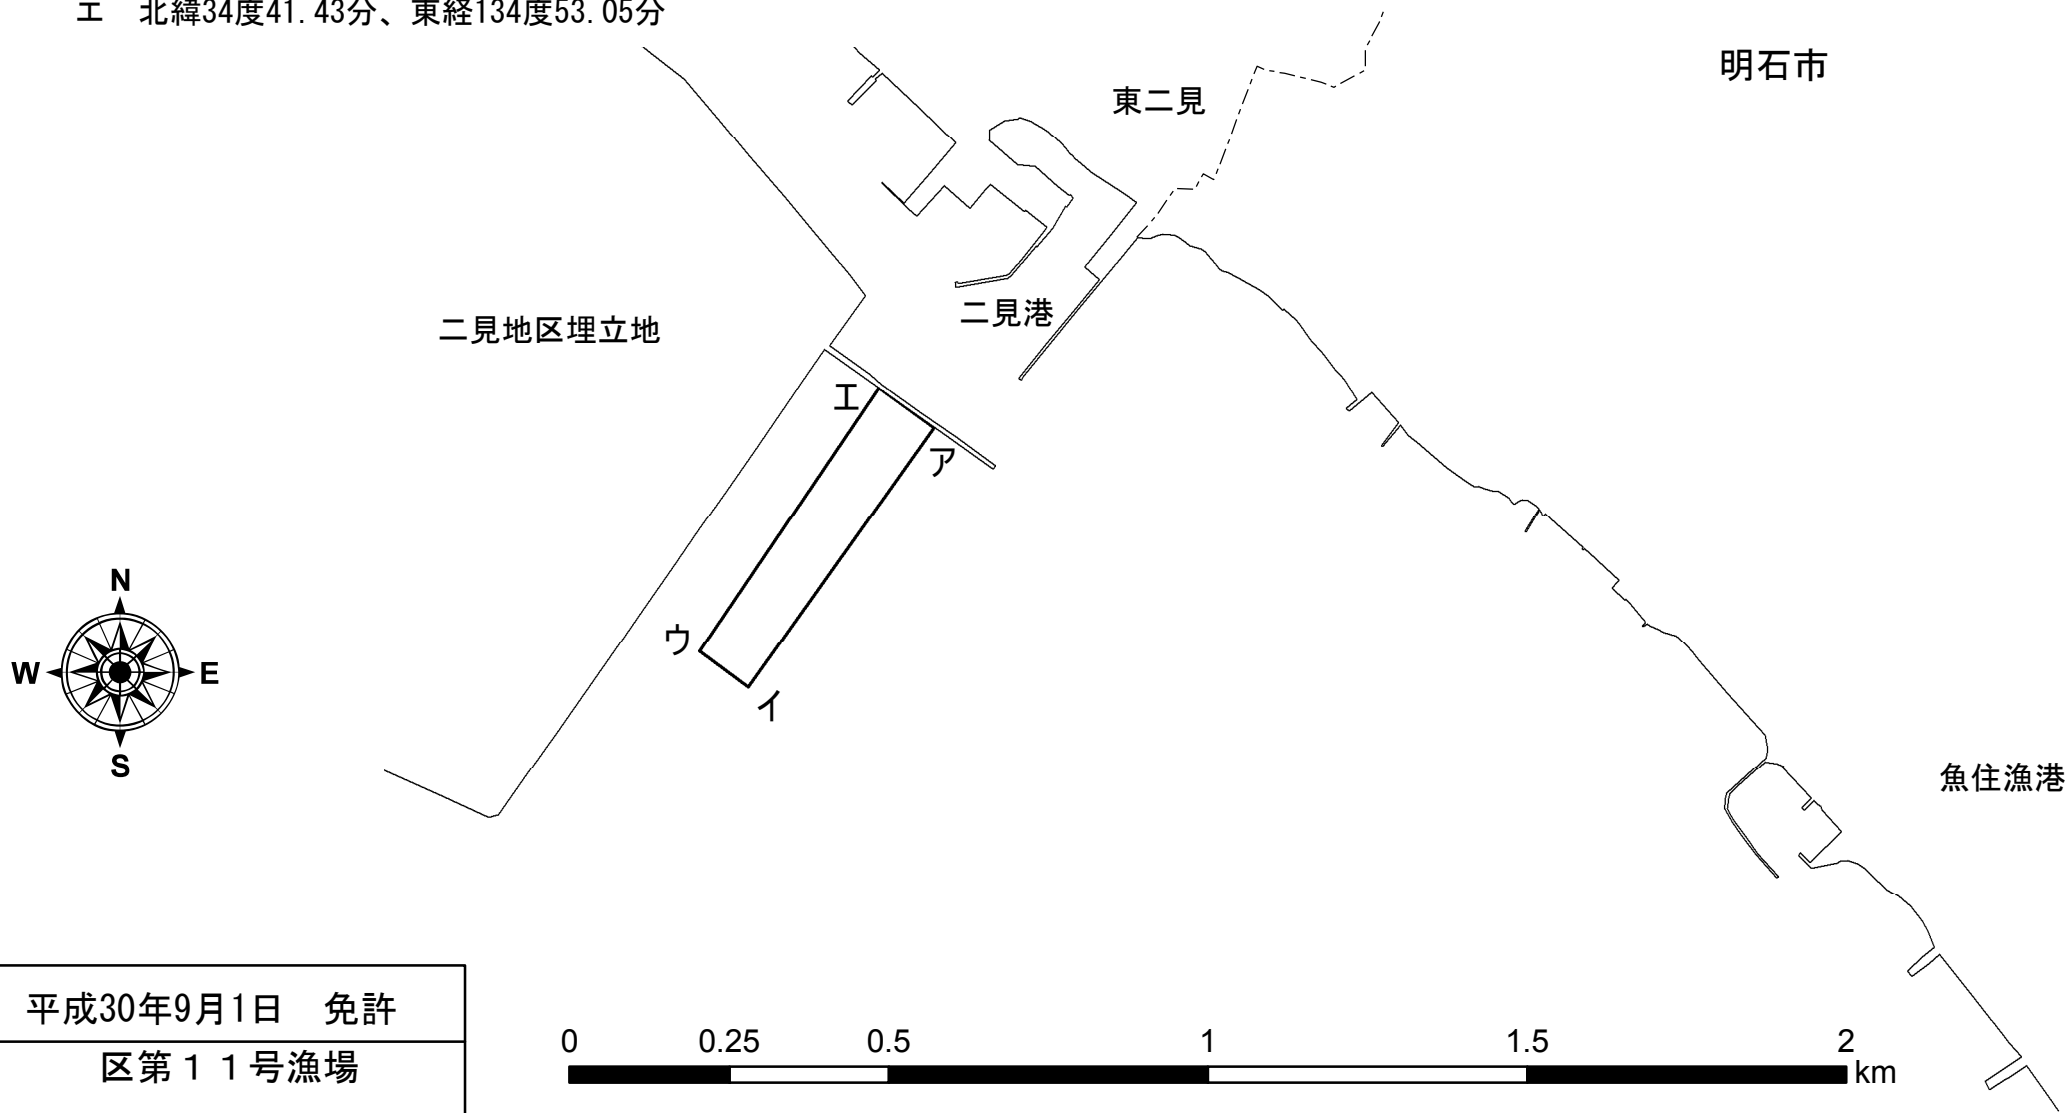 エ　北緯34度41.43分、東経134度53.05分
明石市
東二見
二見港
二見地区埋立地
エ
ア
ウ
イ
N
W
E
S
魚住漁港
平成30年9月1日　免許
区第１１号漁場
0 0.25 0.5 1 1.5 2
km